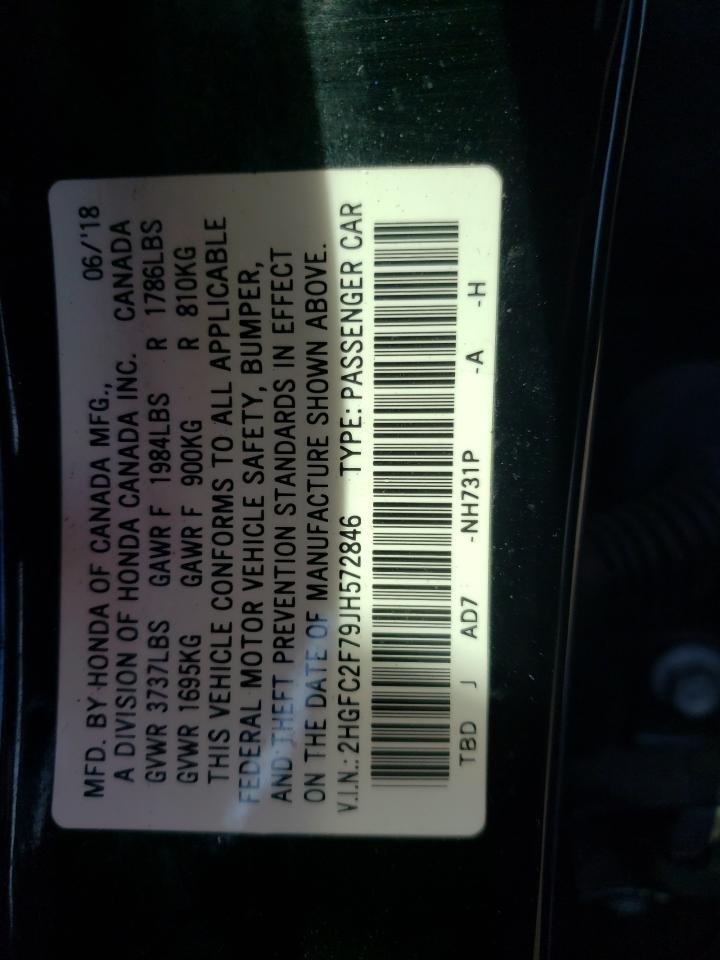 MFD. BY HONDA OF CANADA MFG., 06/'18
A DIVISION OF HONDA CANADA INC. CANADA
GVWR 3737LBS GAWR F 1984LBS R 1786LBS
GVWR 1695KG GAWR F 900KG R 810KG
THIS VEHICLE CONFORMS TO ALL APPLICABLE
FEDERAL MOTOR VEHICLE SAFETY, BUMPER,
AND THEFT PREVENTION STANDARDS IN EFFECT
ON THE DATE OF MANUFACTURE SHOWN ABOVE.
V.I.N.: 2HGFC2F79JH572846 TYPE: PASSENGER CAR
TBD J AD7 -NH731P -A -H